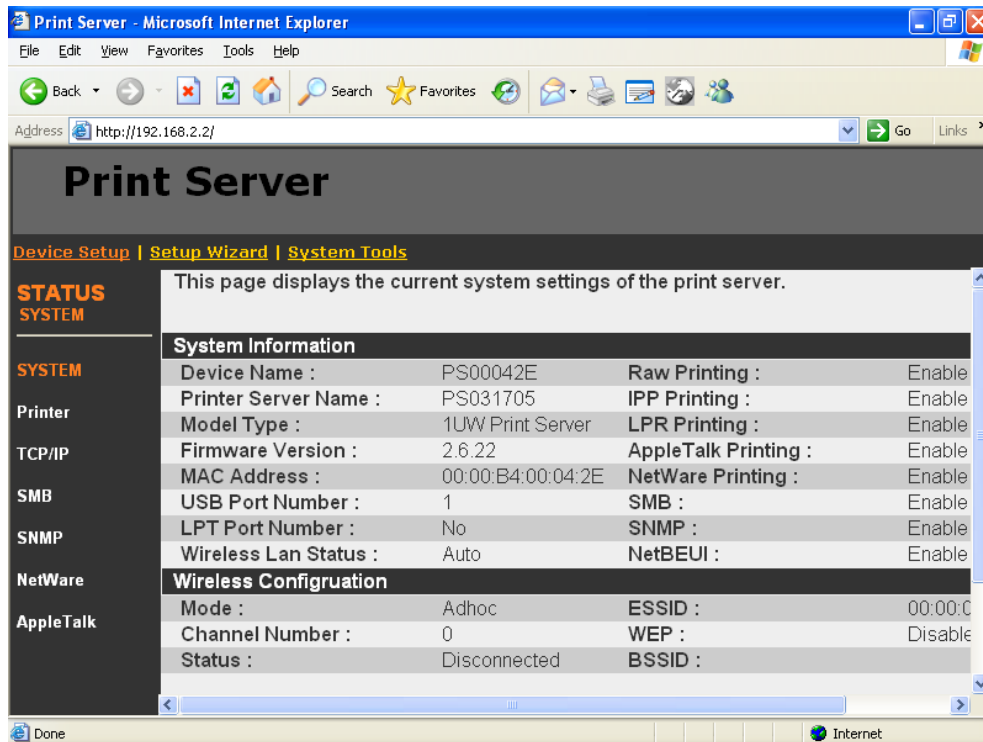 Print Server - Microsoft Internet Explorer
File Edit View Favorites Tools Help
Back Search Favorites
Address http://192.168.2.2/ Go Links
Print Server
Device Setup | Setup Wizard | System Tools
STATUS
SYSTEM
SYSTEM
Printer
TCP/IP
SMB
SNMP
NetWare
AppleTalk
This page displays the current system settings of the print server.
System Information
Device Name : PS00042E Raw Printing : Enable
Printer Server Name : PS031705 IPP Printing : Enable
Model Type : 1UW Print Server LPR Printing : Enable
Firmware Version : 2.6.22 AppleTalk Printing : Enable
MAC Address : 00:00:B4:00:04:2E NetWare Printing : Enable
USB Port Number : 1 SMB : Enable
LPT Port Number : No SNMP : Enable
Wireless Lan Status : Auto NetBEUI : Enable
Wireless Configruation
Mode : Adhoc ESSID : 00:00:0
Channel Number : 0 WEP : Disable
Status : Disconnected BSSID :
Done Internet